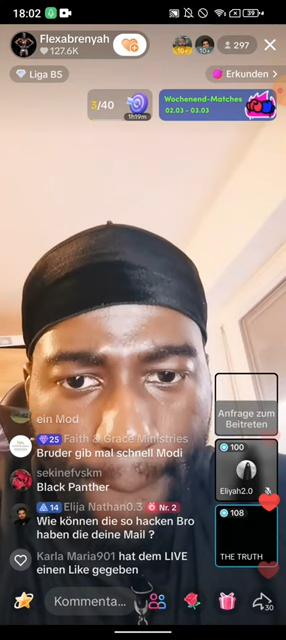 18:02
39
Flexabrenyah
127.6K
10+
10+
297
Liga B5
Erkunden >
3/40
1h19m
Wochenend-Matches
02.03 - 03.03
Anfrage zum
Beitreten
100
Eliyah2.0
108
THE TRUTH
ein Mod
25 Faith & Grace Ministries
Bruder gib mal schnell Modi
sekinefvskm
Black Panther
14 Elija Nathan0.3 Nr. 2
Wie können die so hacken Bro
haben die deine Mail ?
Karla Maria901 hat dem LIVE
einen Like gegeben
Kommenta...
30